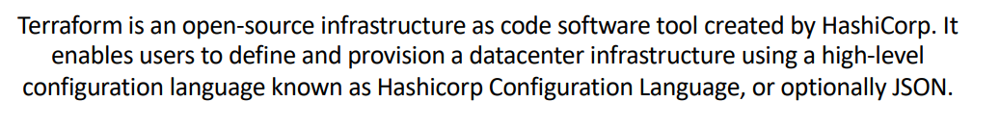 Terraform is an open-source infrastructure as code software tool created by HashiCorp. It
enables users to define and provision a datacenter infrastructure using a high-level
configuration language known as Hashicorp Configuration Language, or optionally JSON.